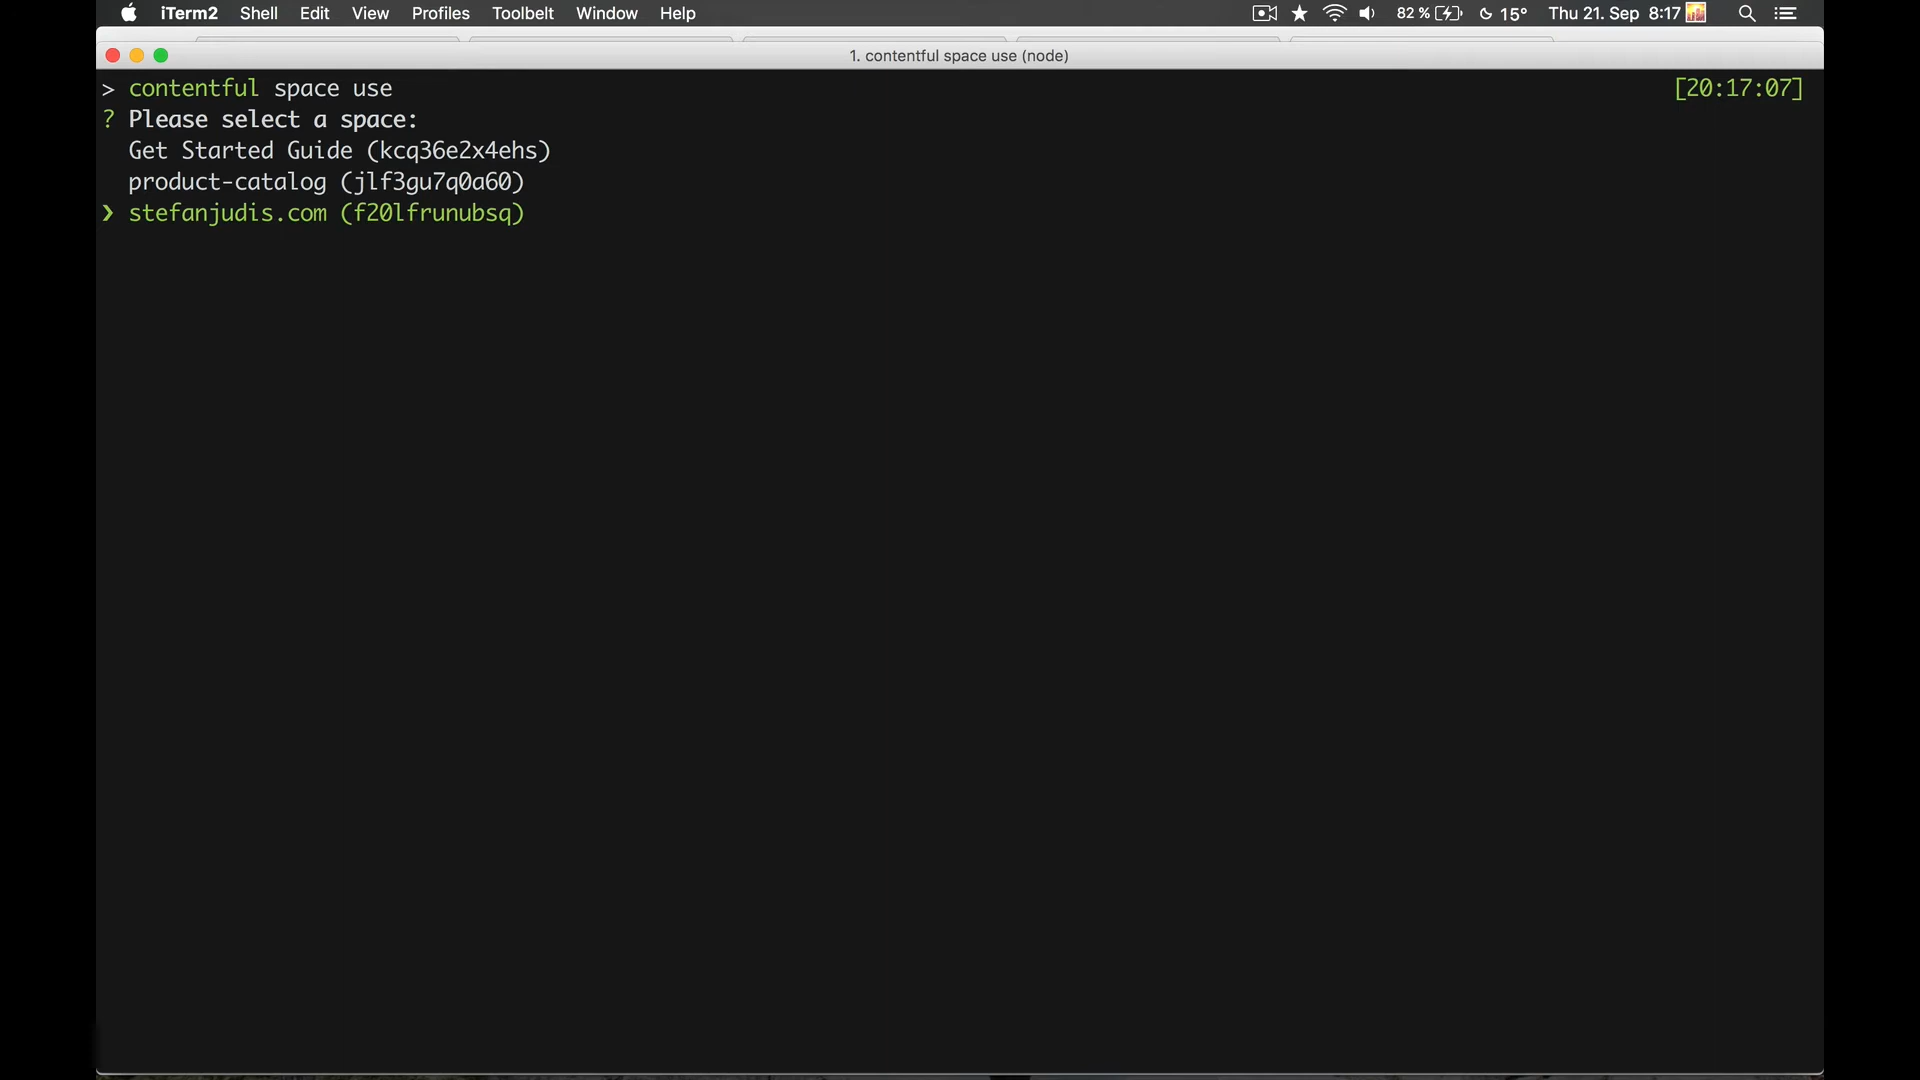 iTerm2 Shell Edit View Profiles Toolbelt Window Help 82 % 15° Thu 21. Sep 8:17
1. contentful space use (node)
> contentful space use [20:17:07]
? Please select a space:
Get Started Guide (kcq36e2x4ehs)
product-catalog (jlf3gu7q0a60)
❯ stefanjudis.com (f20lfrunubsq)